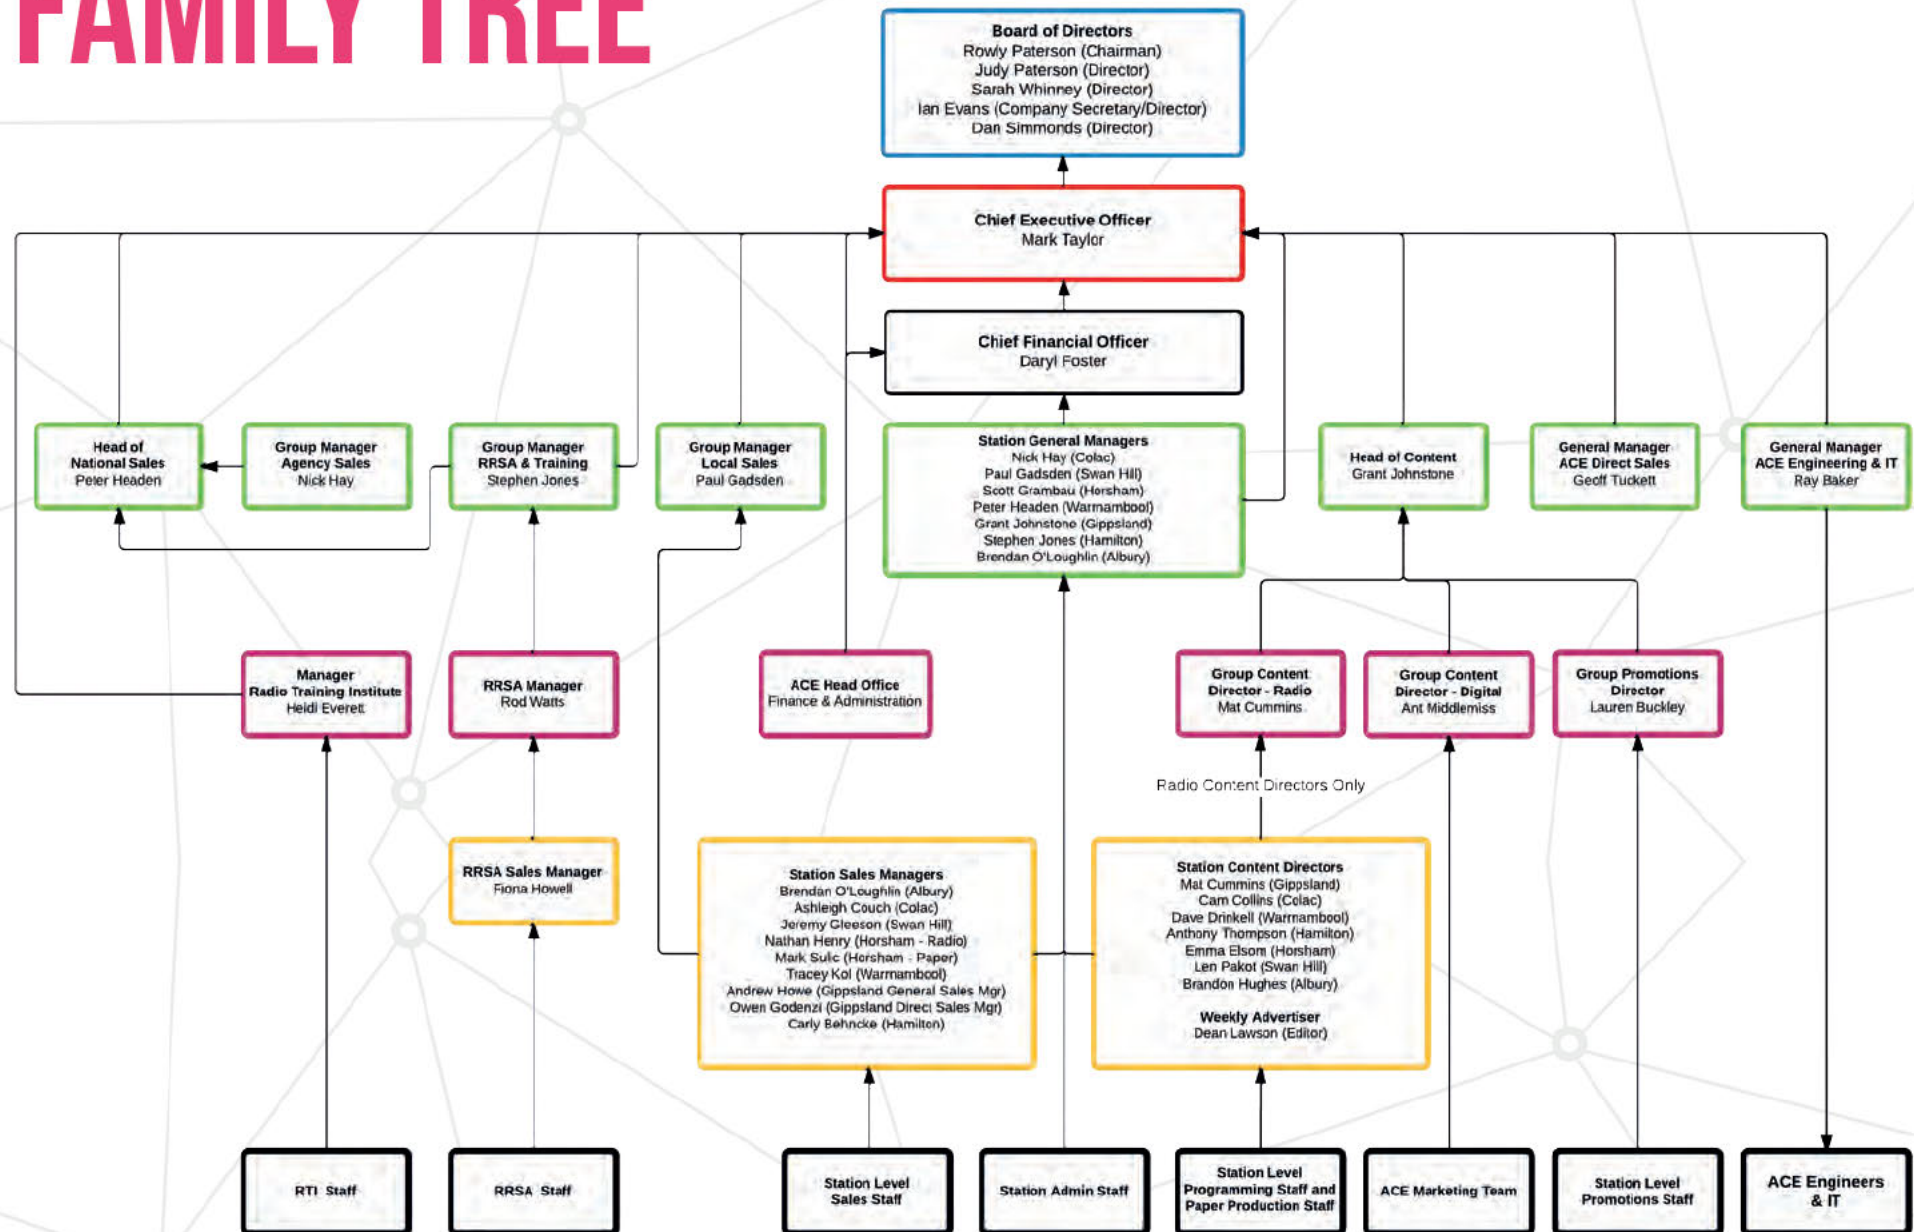 FAMILY TREE
Board of Directors
Rowly Paterson (Chairman)
Judy Paterson (Director)
Sarah Whinney (Director)
Ian Evans (Company Secretary/Director)
Dan Simmonds (Director)
Chief Executive Officer
Mark Taylor
Chief Financial Officer
Daryl Foster
Head of
National Sales
Peter Headen
Group Manager
Agency Sales
Nick Hay
Group Manager
RRSA & Training
Stephen Jones
Group Manager
Local Sales
Paul Gadsden
Station General Managers
Nick Hay (Colac)
Paul Gadsden (Swan Hill)
Scott Grambau (Horsham)
Peter Headen (Warrnambool)
Grant Johnstone (Gippsland)
Stephen Jones (Hamilton)
Brendan O'Loughlin (Albury)
Head of Content
Grant Johnstone
General Manager
ACE Direct Sales
Geoff Tuckett
General Manager
ACE Engineering & IT
Ray Baker
Manager
Radio Training Institute
Heidi Everett
RRSA Manager
Rod Watts
ACE Head Office
Finance & Administration
Group Content
Director - Radio
Mat Cummins
Group Content
Director - Digital
Ant Middlemiss
Group Promotions
Director
Lauren Buckley
Radio Content Directors Only
RRSA Sales Manager
Fiona Howell
Station Sales Managers
Brendan O'Loughlin (Albury)
Ashleigh Couch (Colac)
Jeremy Gleeson (Swan Hill)
Nathan Henry (Horsham - Radio)
Mark Sulic (Horsham - Paper)
Tracey Kol (Warrnambool)
Andrew Howe (Gippsland General Sales Mgr)
Owen Godenzi (Gippsland Direct Sales Mgr)
Carly Behncke (Hamilton)
Station Content Directors
Mat Cummins (Gippsland)
Cam Collins (Colac)
Dave Drinkell (Warrnambool)
Anthony Thompson (Hamilton)
Emma Elsom (Horsham)
Len Pakot (Swan Hill)
Brandon Hughes (Albury)
Weekly Advertiser
Dean Lawson (Editor)
RTI Staff
RRSA Staff
Station Level
Sales Staff
Station Admin Staff
Station Level
Programming Staff and
Paper Production Staff
ACE Marketing Team
Station Level
Promotions Staff
ACE Engineers
& IT